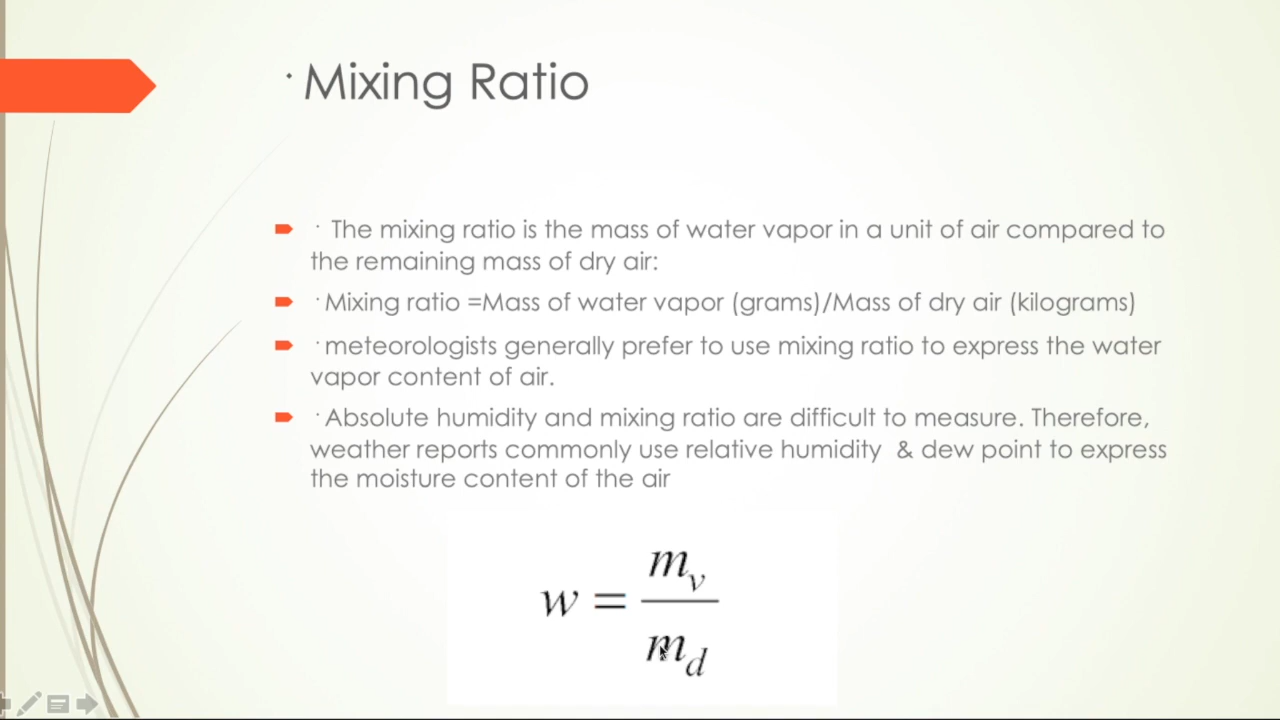 · Mixing Ratio
· The mixing ratio is the mass of water vapor in a unit of air compared to
the remaining mass of dry air:
· Mixing ratio =Mass of water vapor (grams)/Mass of dry air (kilograms)
· meteorologists generally prefer to use mixing ratio to express the water
vapor content of air.
· Absolute humidity and mixing ratio are difficult to measure. Therefore,
weather reports commonly use relative humidity  & dew point to express
the moisture content of the air
w = m_v / m_d